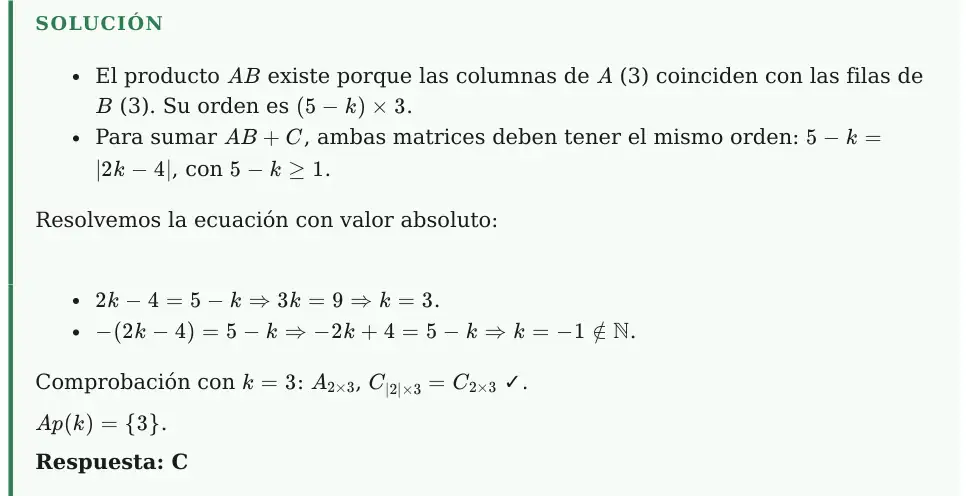 SOLUCIÓN
• El producto AB existe porque las columnas de A (3) coinciden con las filas de
B (3). Su orden es (5 − k) × 3.
• Para sumar AB + C, ambas matrices deben tener el mismo orden: 5 − k =
|2k − 4|, con 5 − k ≥ 1.
Resolvemos la ecuación con valor absoluto:
• 2k − 4 = 5 − k ⇒ 3k = 9 ⇒ k = 3.
• −(2k − 4) = 5 − k ⇒ −2k + 4 = 5 − k ⇒ k = −1 ∉ ℕ.
Comprobación con k = 3: A₂×₃, C|₂|×₃ = C₂×₃ ✓.
Ap(k) = {3}.
Respuesta: C